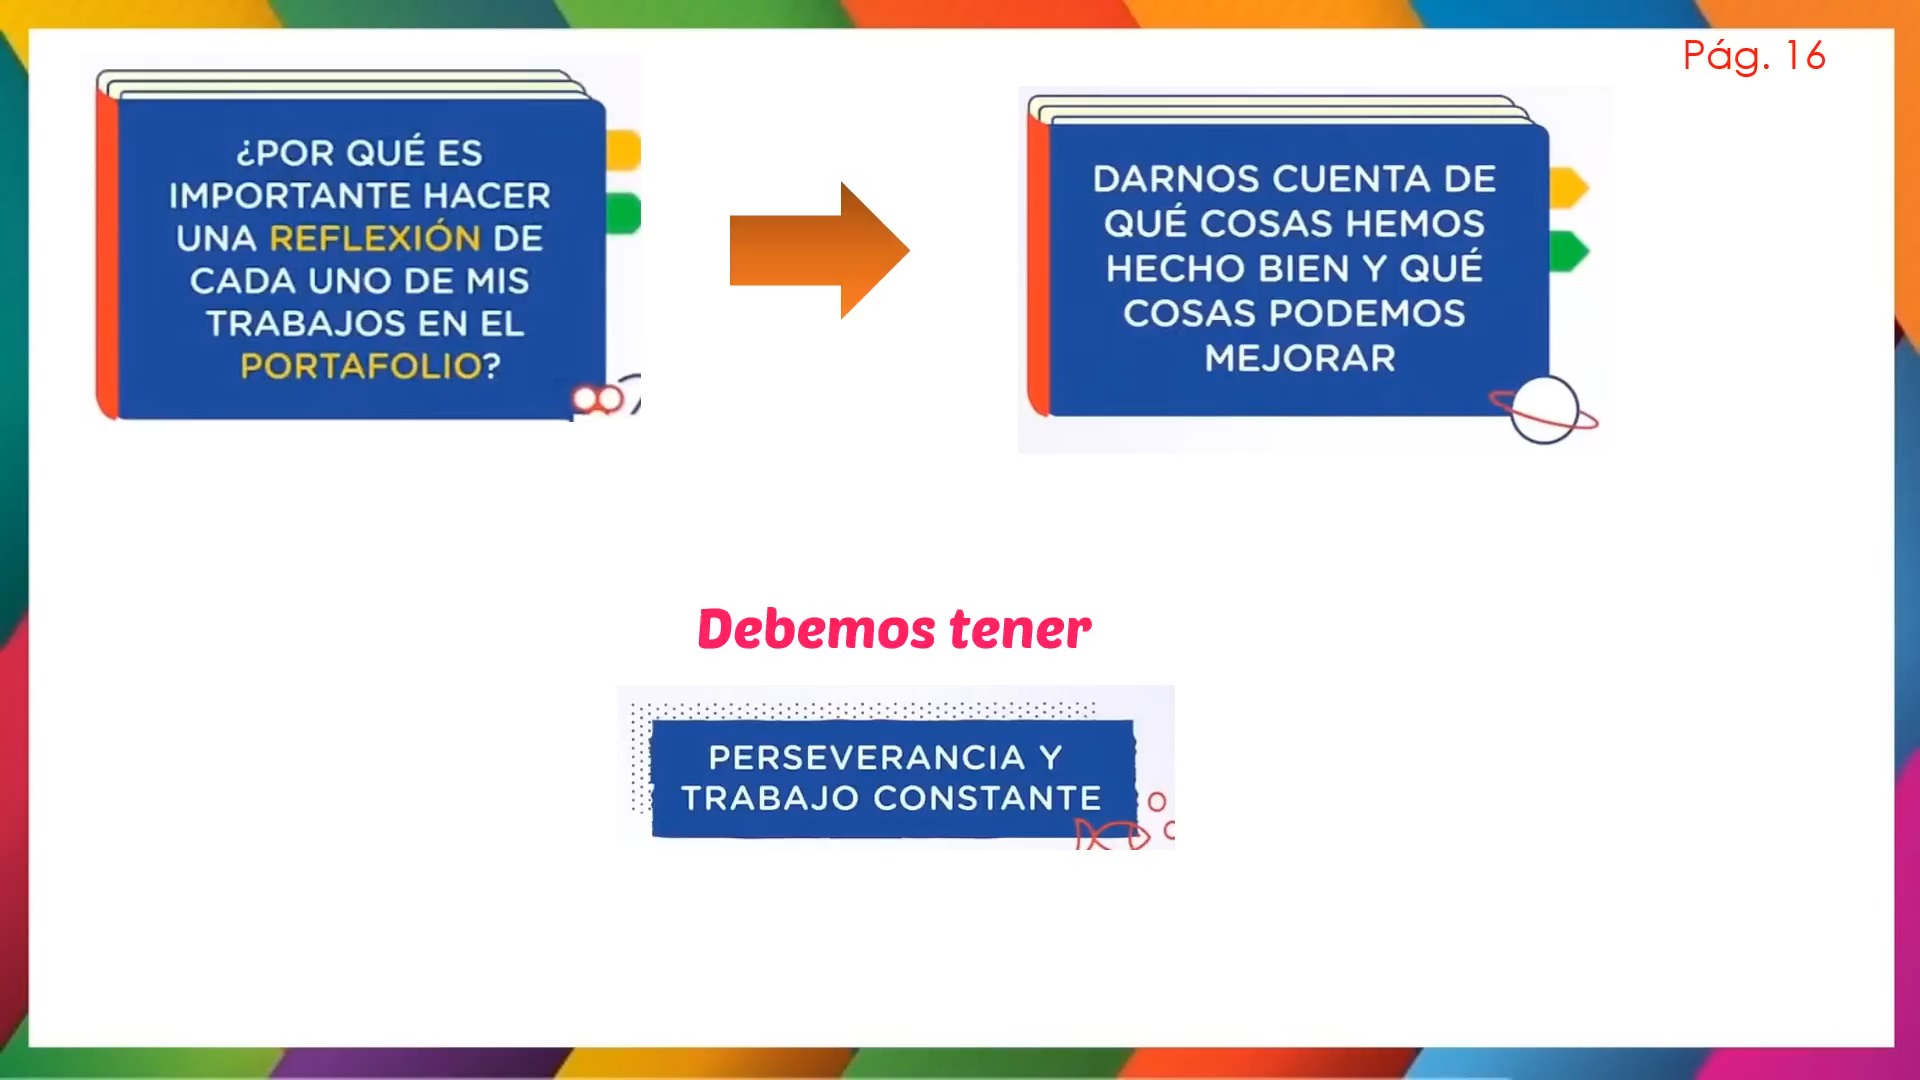 Pág. 16
¿POR QUÉ ES
IMPORTANTE HACER
UNA REFLEXIÓN DE
CADA UNO DE MIS
TRABAJOS EN EL
PORTAFOLIO?
DARNOS CUENTA DE
QUÉ COSAS HEMOS
HECHO BIEN Y QUÉ
COSAS PODEMOS
MEJORAR
Debemos tener
PERSEVERANCIA Y
TRABAJO CONSTANTE